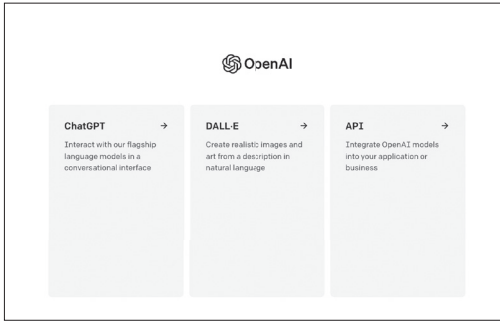 OpenAI
ChatGPT →
Interact with our flagship
language models in a
conversational interface
DALL·E →
Create realistic images and
art from a description in
natural language
API →
Integrate OpenAI models
into your application or
business